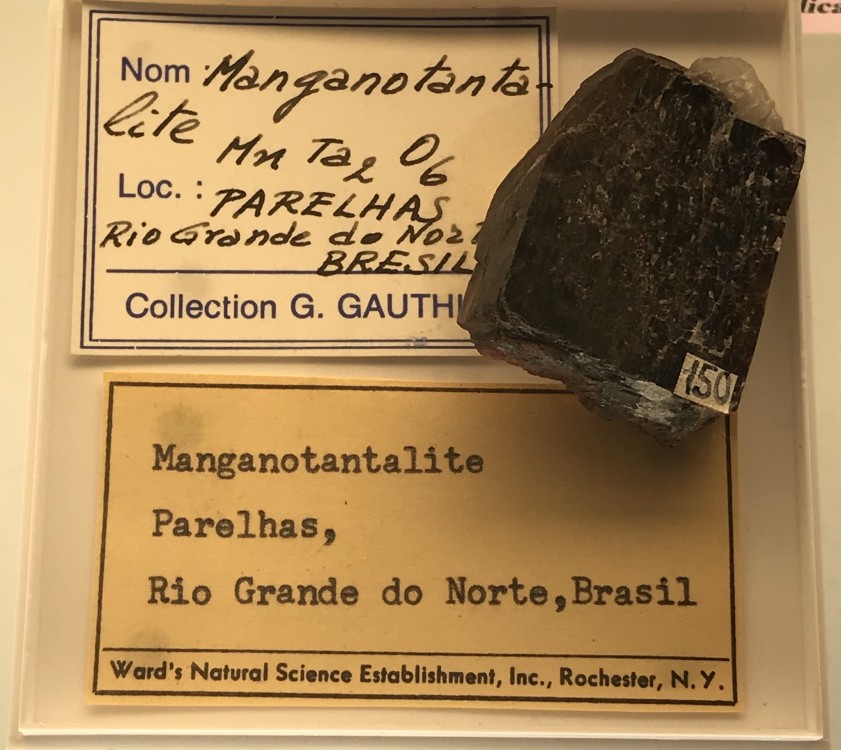 Nom : Manganotanta-
lite
Mn Ta2 O6
Loc. : PARELHAS
Rio Grande do
BRESIL
Collection G.
150
Manganotantalite
Parelhas,
Rio Grande do Norte,Brasil
Ward's Natural Science Establishment, Inc., Rochester, N.Y.